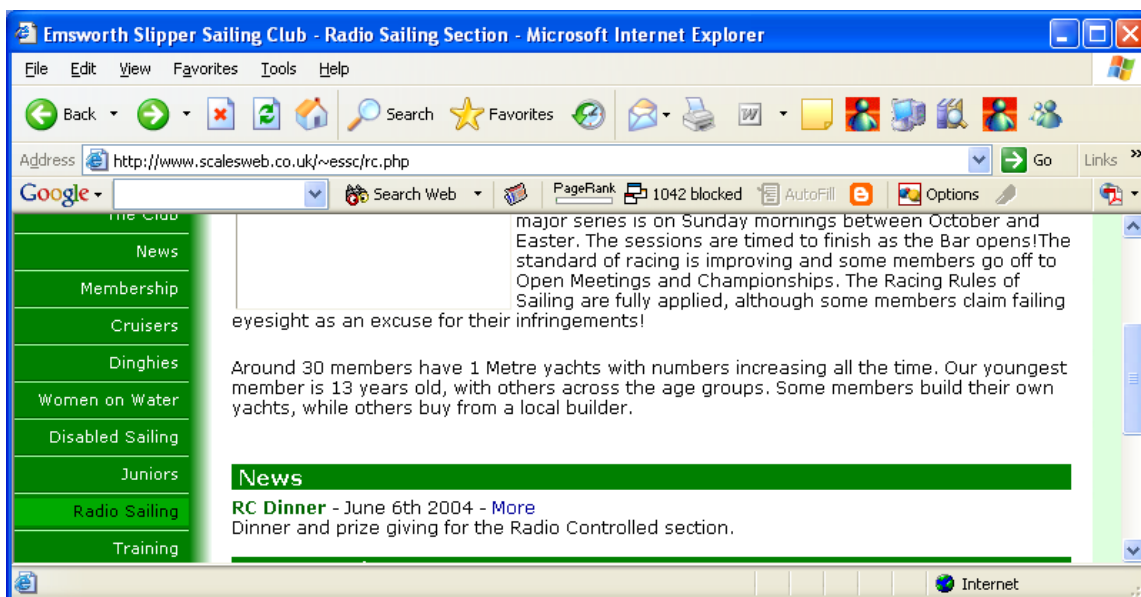 Emsworth Slipper Sailing Club - Radio Sailing Section - Microsoft Internet Explorer
File Edit View Favorites Tools Help
Back Search Favorites W
Address http://www.scalesweb.co.uk/~essc/rc.php Go Links »
Google Search Web PageRank 1042 blocked AutoFill Options
The Club
News
Membership
Cruisers
Dinghies
Women on Water
Disabled Sailing
Juniors
Radio Sailing
Training
major series is on Sunday mornings between October and
Easter. The sessions are timed to finish as the Bar opens!The
standard of racing is improving and some members go off to
Open Meetings and Championships. The Racing Rules of
Sailing are fully applied, although some members claim failing
eyesight as an excuse for their infringements!
Around 30 members have 1 Metre yachts with numbers increasing all the time. Our youngest
member is 13 years old, with others across the age groups. Some members build their own
yachts, while others buy from a local builder.
News
RC Dinner - June 6th 2004 - More
Dinner and prize giving for the Radio Controlled section.
Internet